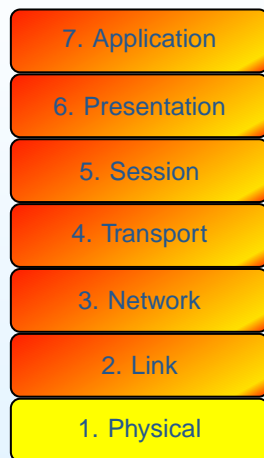 7. Application
6. Presentation
5. Session
4. Transport
3. Network
2. Link
1. Physical